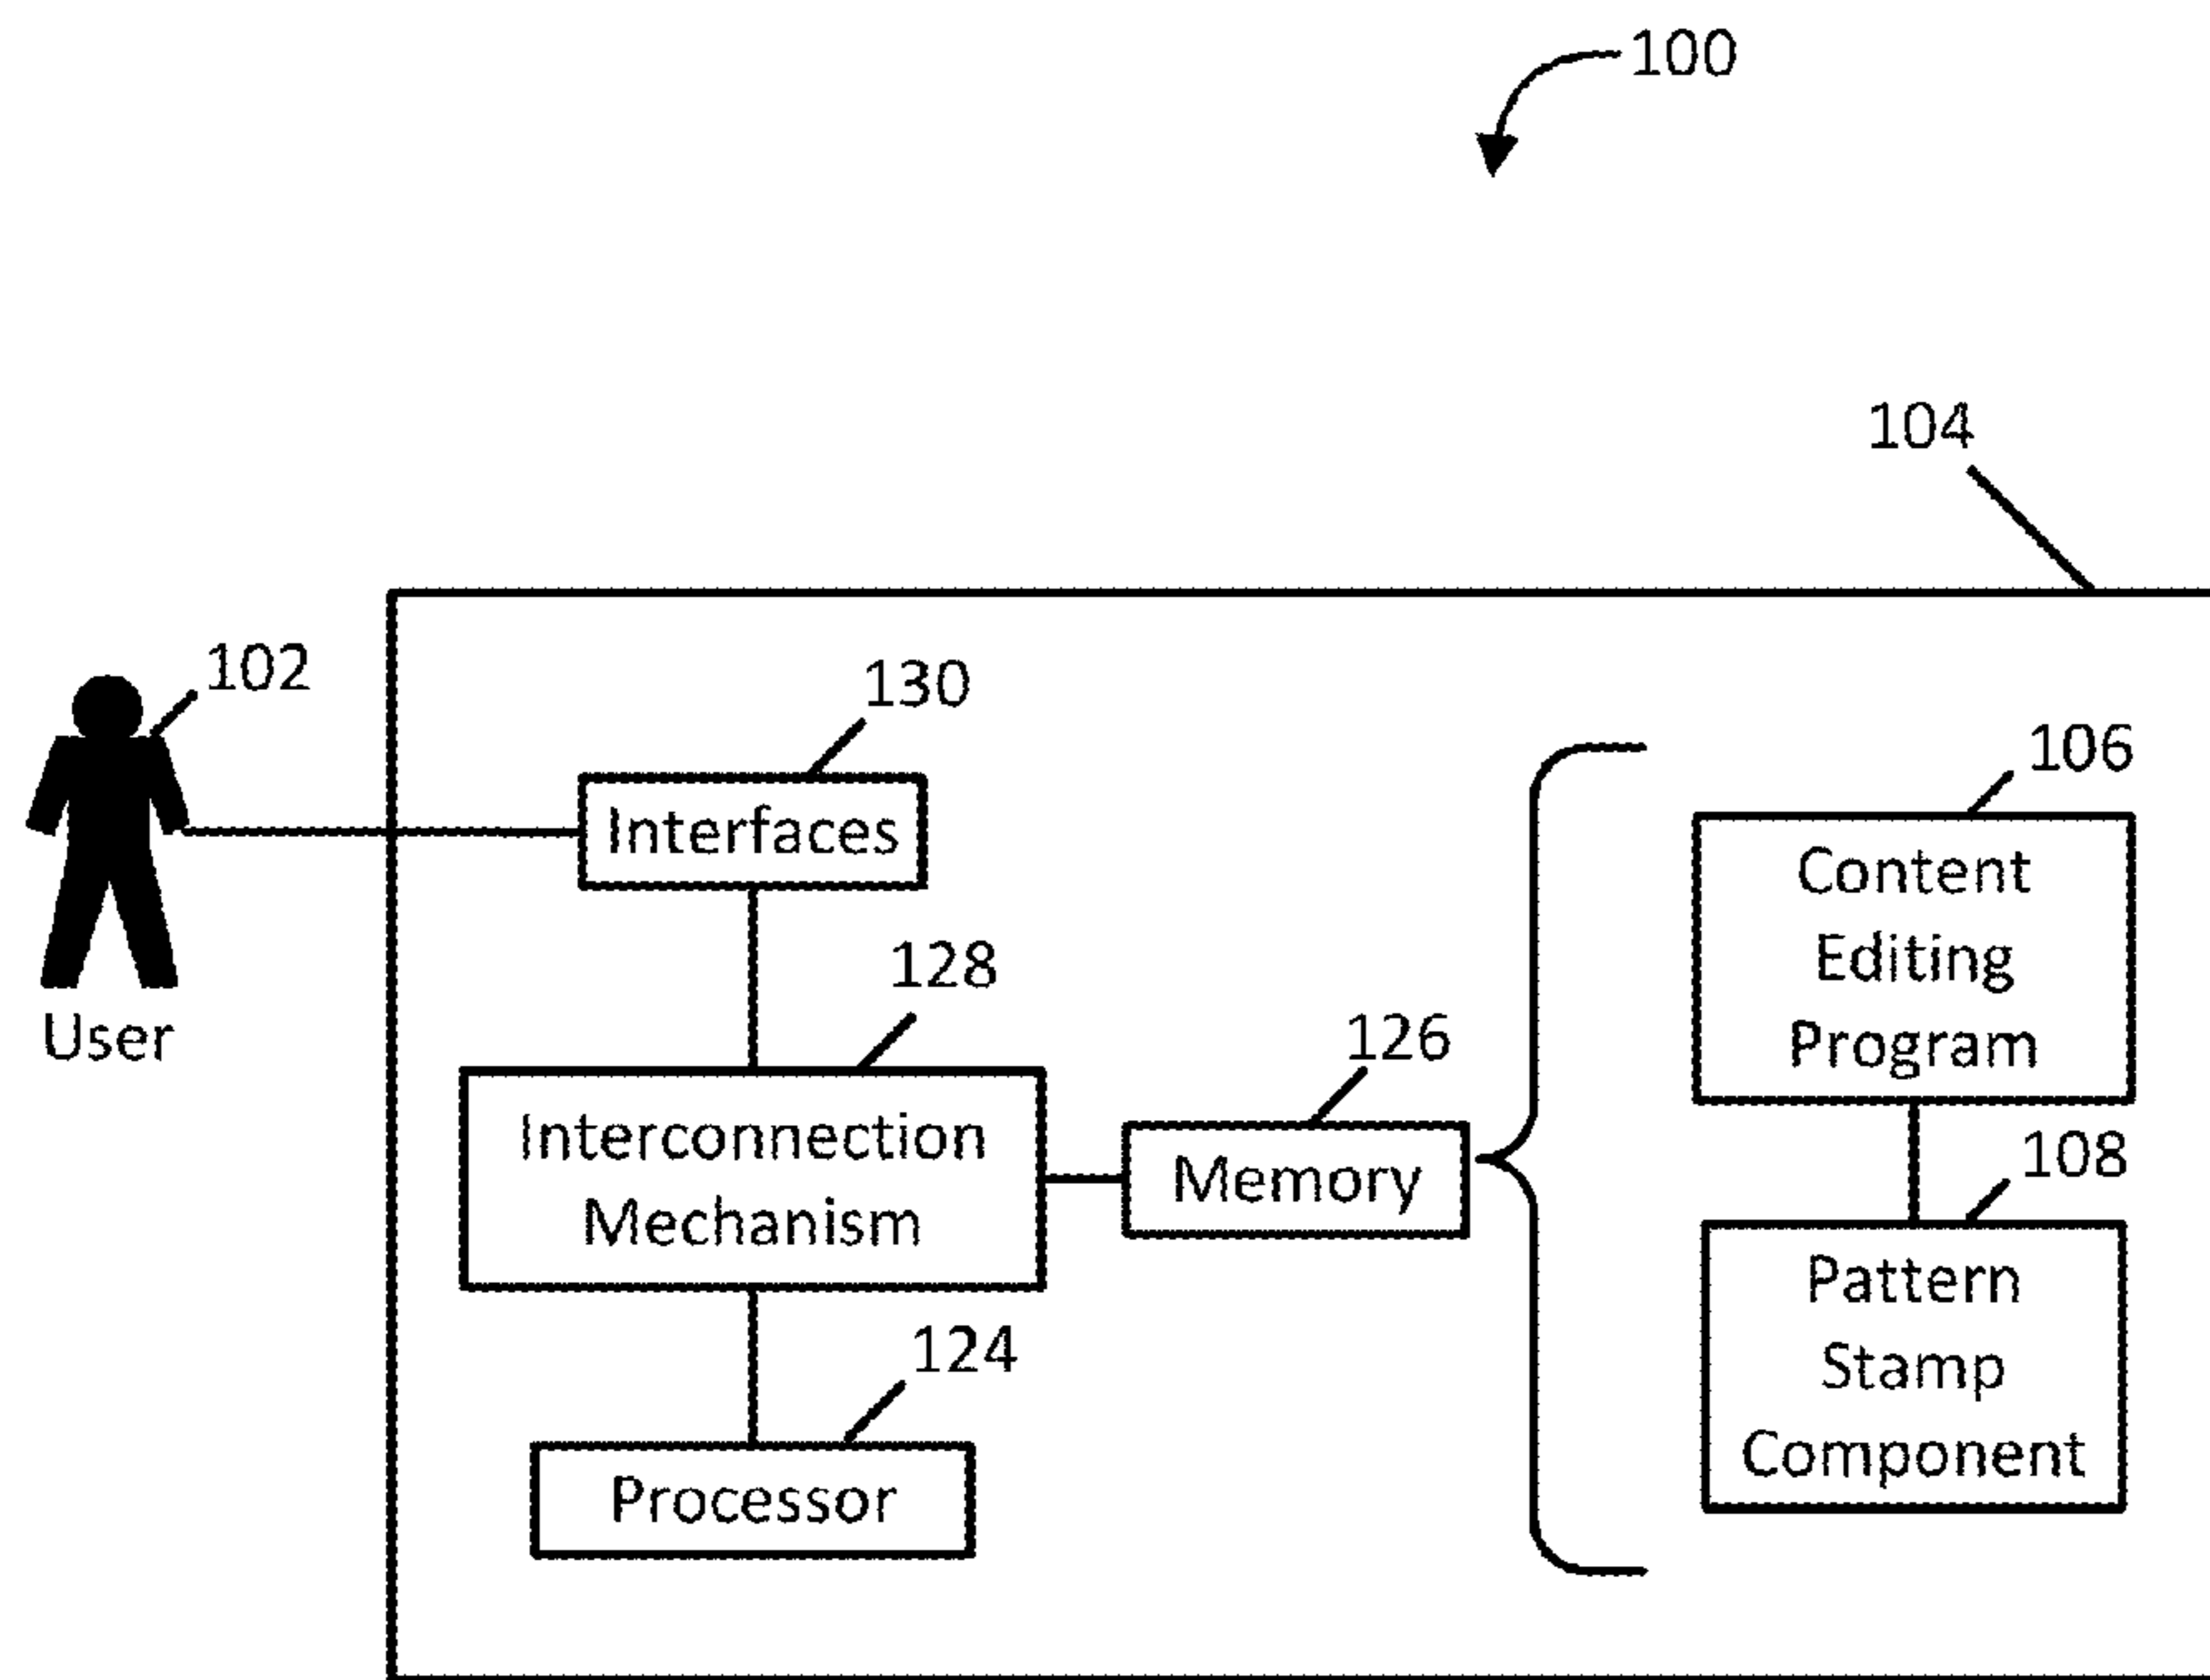 100
104
102
130
106
Interfaces
Content
Editing
Program
128
User
126
Interconnection
Mechanism
Memory
108
Pattern
Stamp
Component
124
Processor